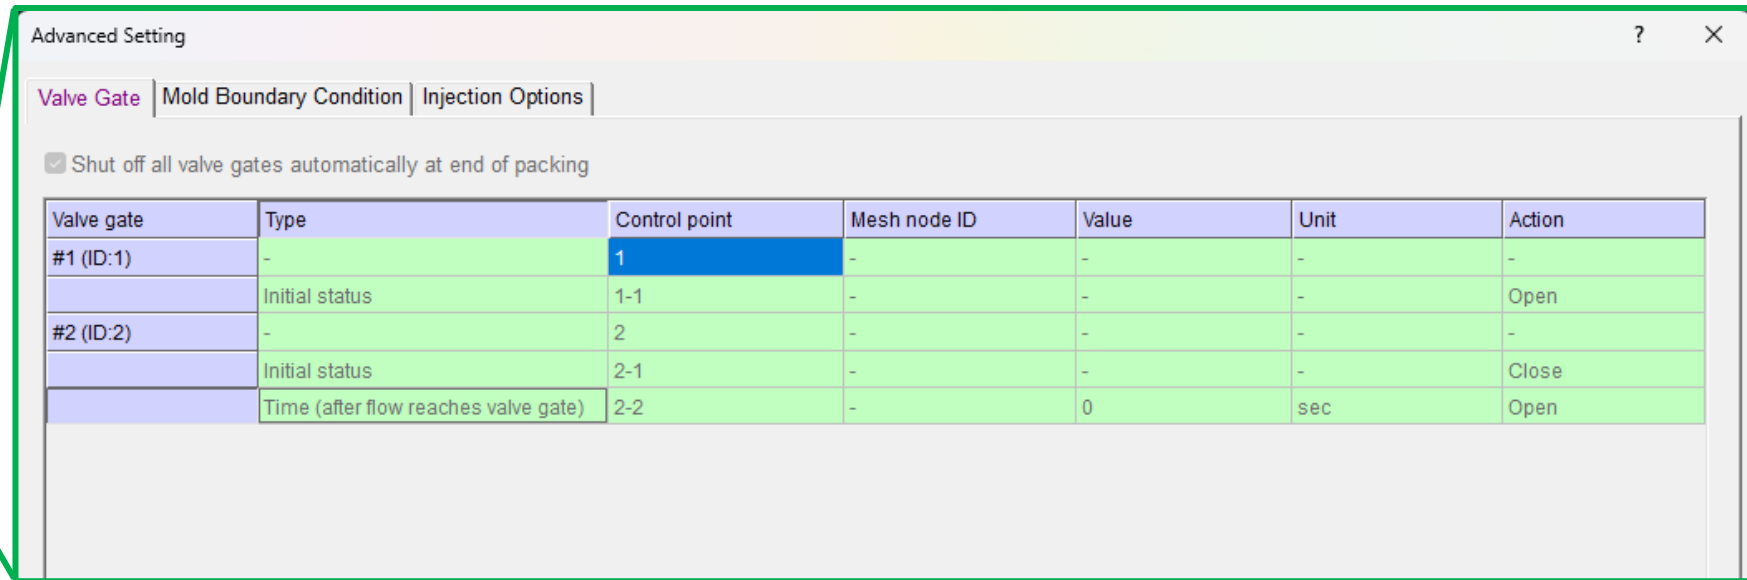 Advanced Setting ? ×
Valve Gate Mold Boundary Condition Injection Options
Shut off all valve gates automatically at end of packing
Valve gate Type Control point Mesh node ID Value Unit Action
#1 (ID:1) - 1 - - - -
Initial status 1-1 - - - Open
#2 (ID:2) - 2 - - - -
Initial status 2-1 - - - Close
Time (after flow reaches valve gate) 2-2 - 0 sec Open